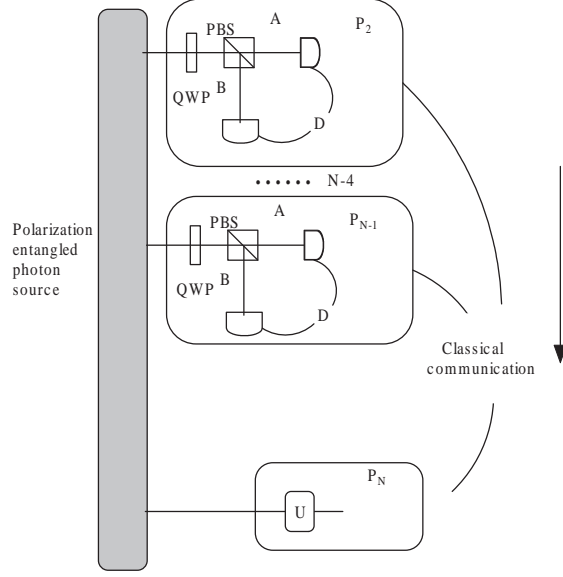 A
P2
PBS
B
QWP
D
...... N-4
A
PN-1
PBS
B
QWP
D
Polarization
entangled
photon
source
Classical
communication
PN
U